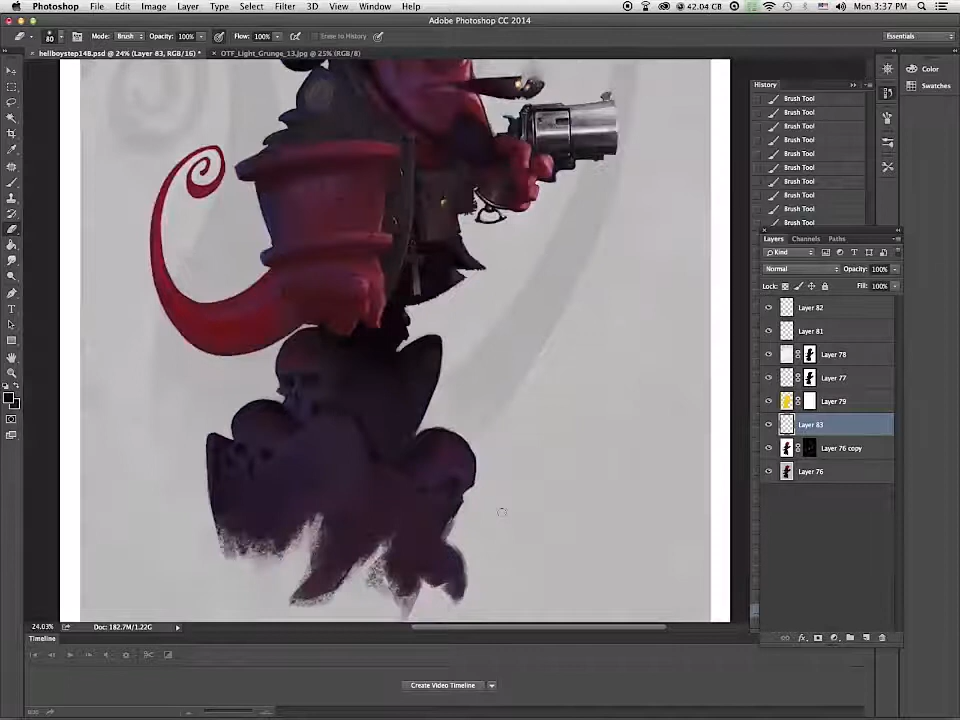 Photoshop File Edit Image Layer Type Select Filter 3D View Window Help 42.04 GB Mon 3:37 PM
Adobe Photoshop CC 2014
80 Mode: Brush Opacity: 100% Flow: 100% Erase to History Essentials
hellboystep14B.psd @ 24% (Layer 83, RGB/16) * OTF_Light_Grunge_13.jpg @ 25% (RGB/8)
Color
Swatches
History
Brush Tool
Brush Tool
Brush Tool
Brush Tool
Brush Tool
Brush Tool
Brush Tool
Brush Tool
Brush Tool
Brush Tool
Layers Channels Paths
Kind
Normal Opacity: 100%
Lock: Fill: 100%
Layer 82
Layer 81
Layer 78
Layer 77
Layer 79
Layer 83
Layer 76 copy
Layer 76
24.03% Doc: 182.7M/1.22G
Timeline
Create Video Timeline